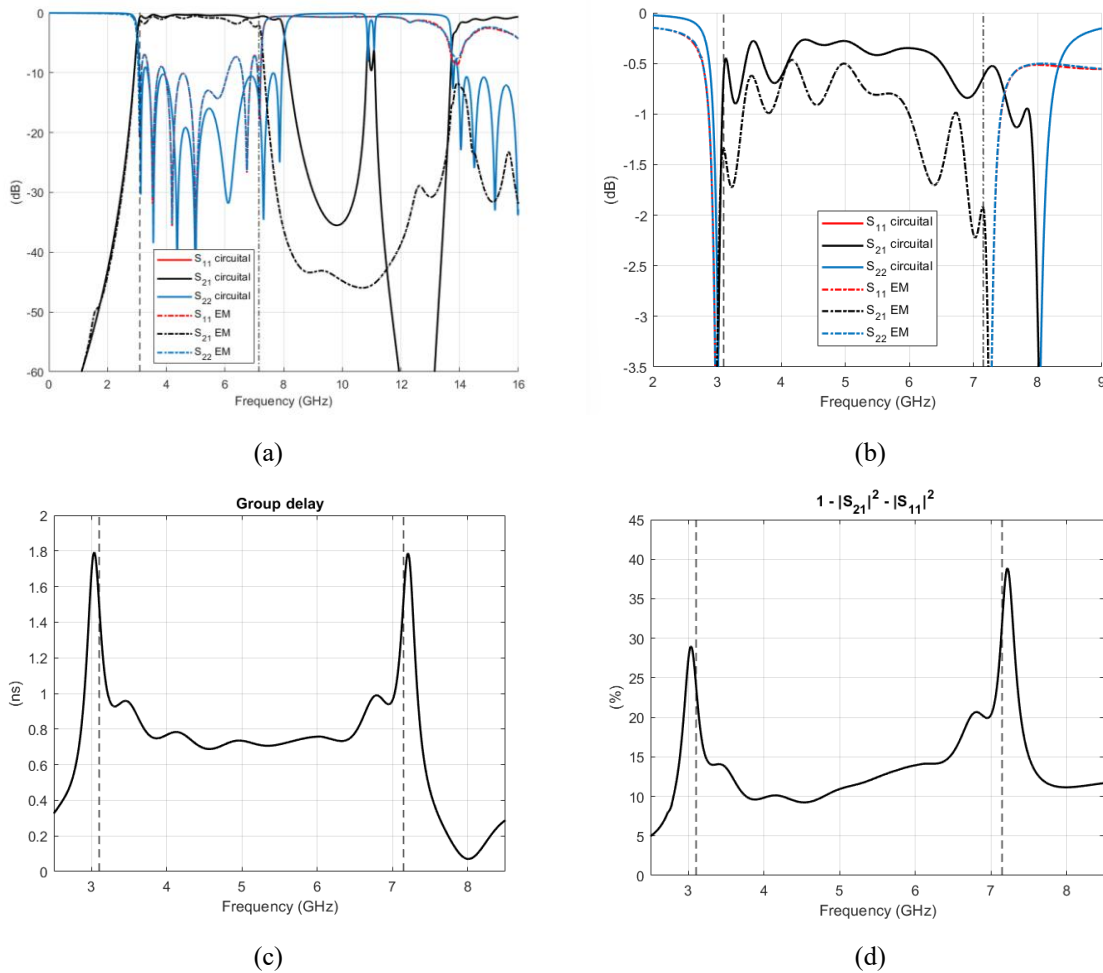 0
-10
-20
-30
-40
-50
-60
(dB)
0 2 4 6 8 10 12 14 16
Frequency (GHz)
S11 circuital
S21 circuital
S22 circuital
S11 EM
S21 EM
S22 EM
(a)
0
-0.5
-1
-1.5
-2
-2.5
-3
-3.5
(dB)
2 3 4 5 6 7 8 9
Frequency (GHz)
S11 circuital
S21 circuital
S22 circuital
S11 EM
S21 EM
S22 EM
(b)
Group delay
2
1.8
1.6
1.4
1.2
1
0.8
0.6
0.4
0.2
0
(ns)
3 4 5 6 7 8
Frequency (GHz)
(c)
1 - |S21|2 - |S11|2
45
40
35
30
25
20
15
10
5
0
(%)
3 4 5 6 7 8
Frequency (GHz)
(d)